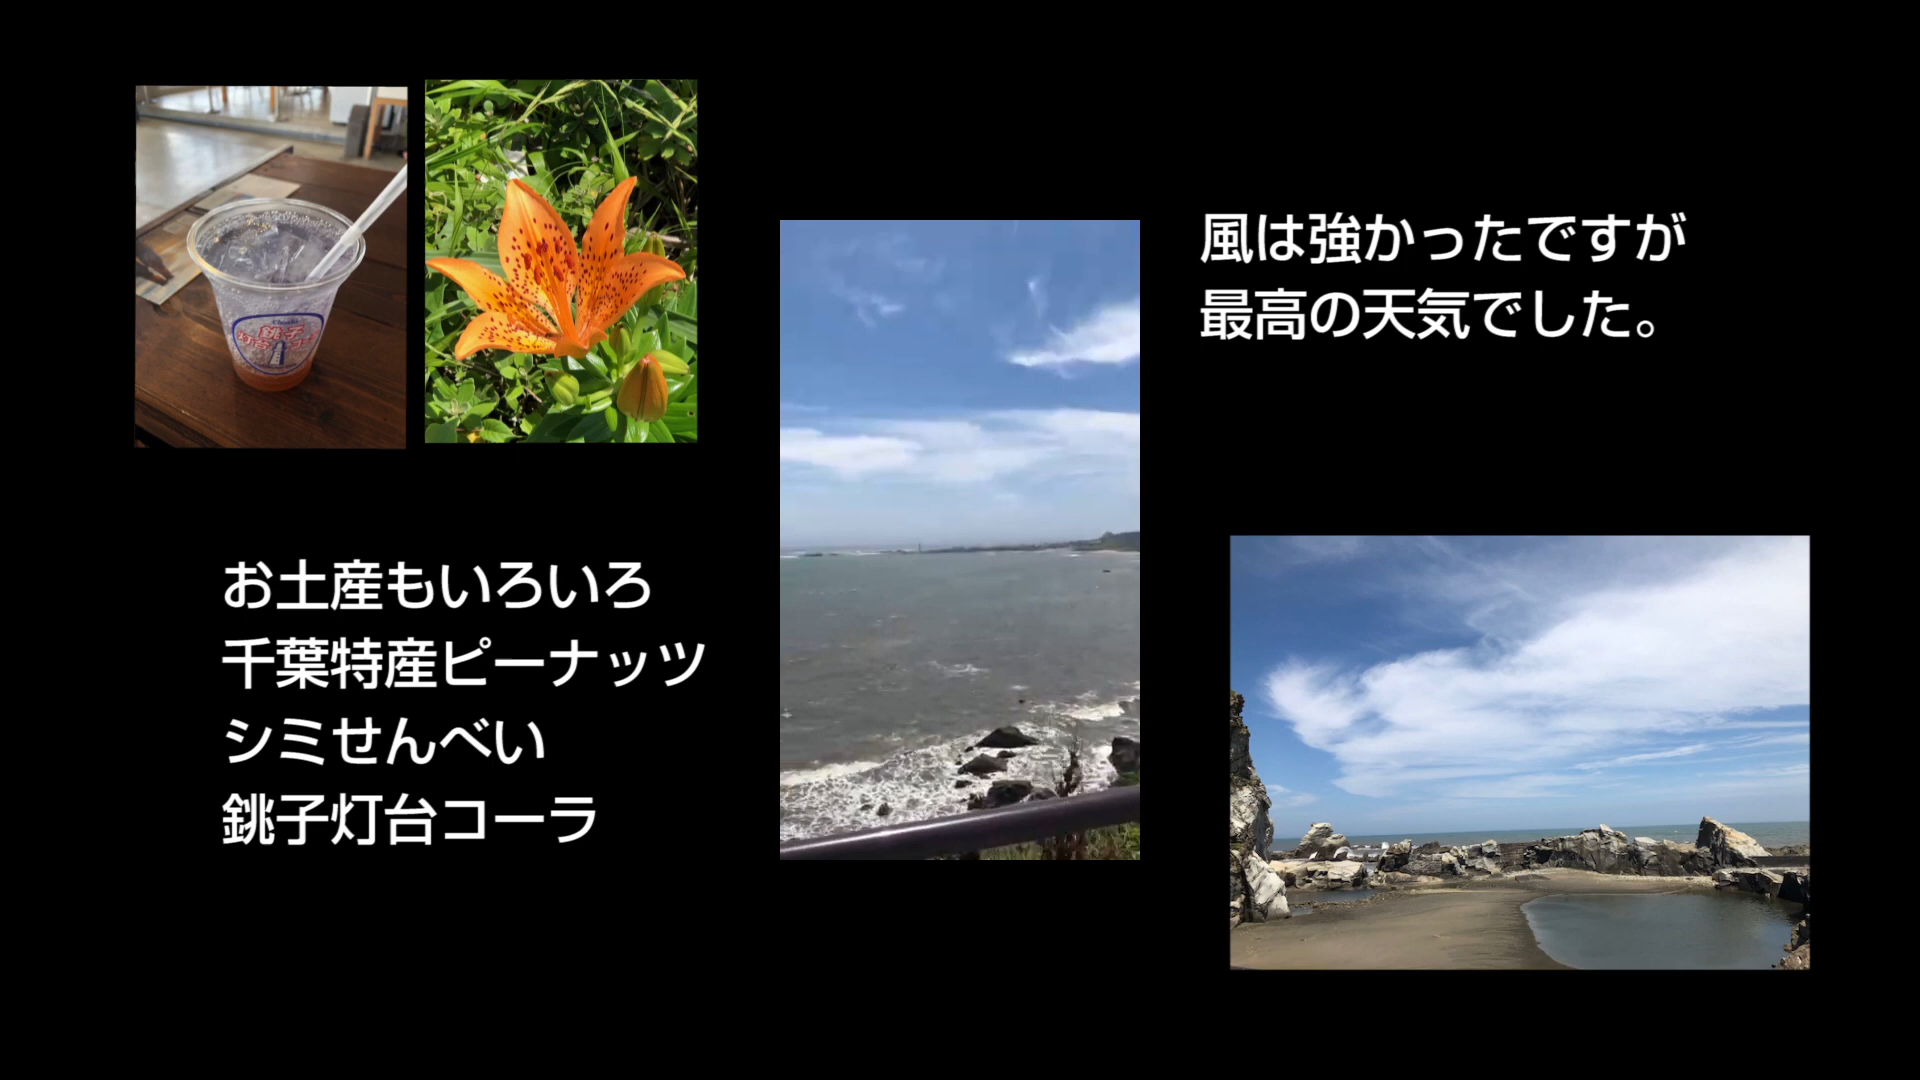 風は強かったですが
最高の天気でした。
お土産もいろいろ
千葉特産ピーナッツ
シミせんべい
銚子灯台コーラ
銚子